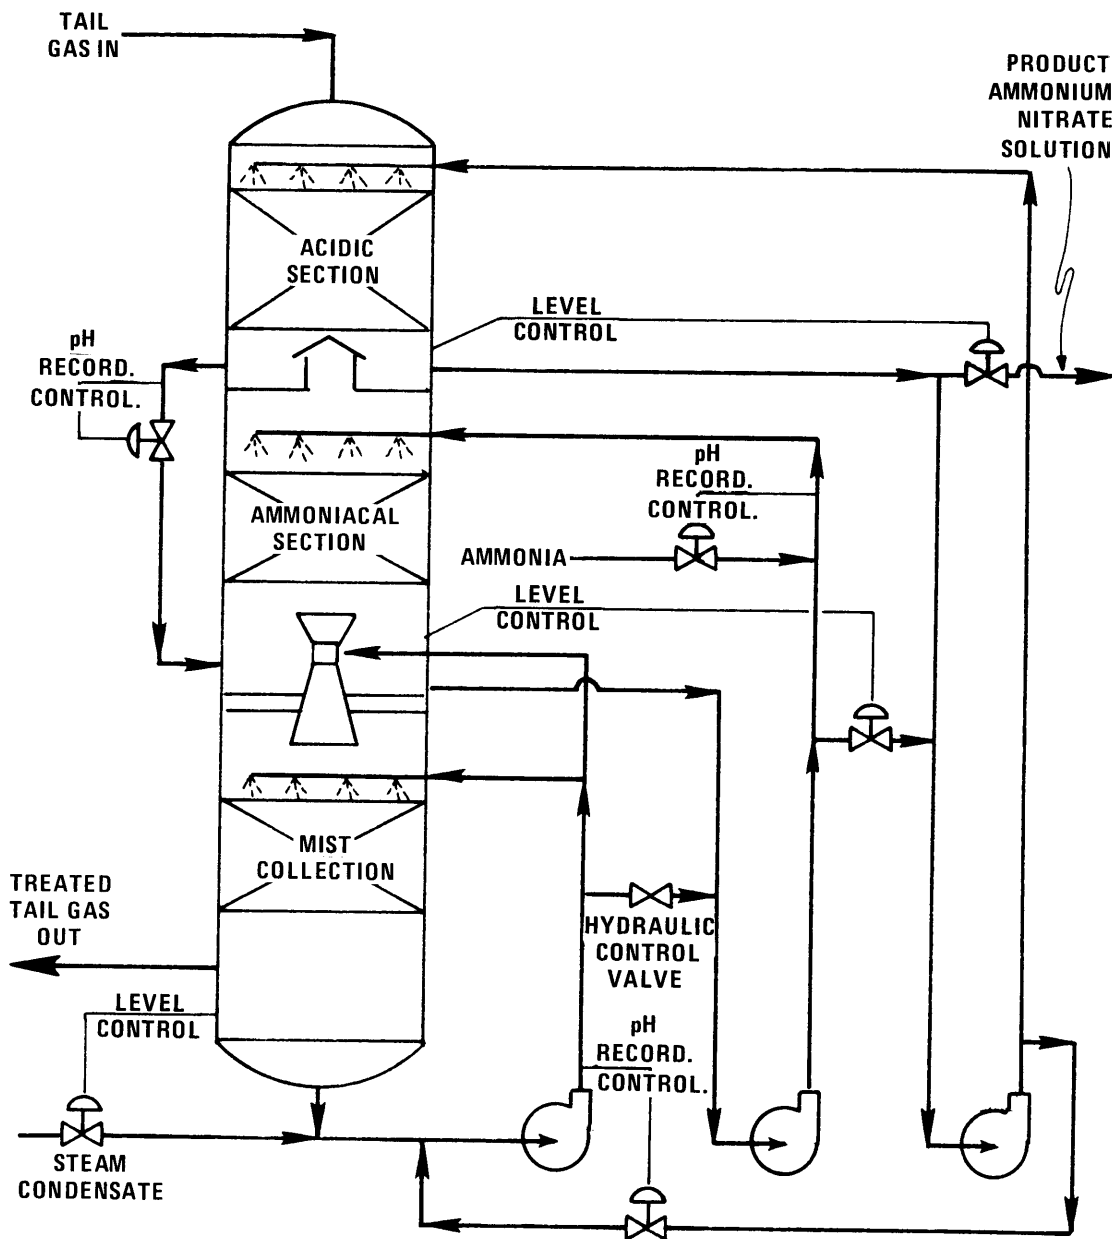 TAIL
GAS IN
PRODUCT
AMMONIUM
NITRATE
SOLUTION
ACIDIC
SECTION
LEVEL
CONTROL
pH
RECORD.
CONTROL.
pH
RECORD.
CONTROL.
AMMONIACAL
SECTION
AMMONIA
LEVEL
CONTROL
MIST
COLLECTION
TREATED
TAIL GAS
OUT
HYDRAULIC
CONTROL
VALVE
LEVEL
CONTROL
pH
RECORD.
CONTROL.
STEAM
CONDENSATE